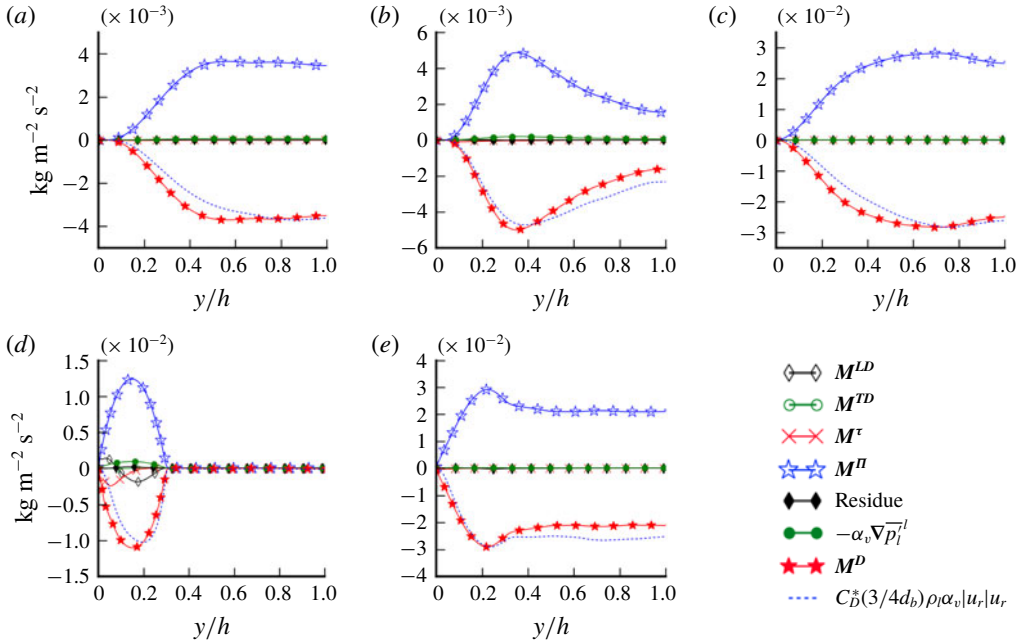 (a) (× 10⁻³)
4
2
0
−2
−4
kg m⁻² s⁻²
0 0.2 0.4 0.6 0.8 1.0
y/h
(b) (× 10⁻³)
6
4
2
0
−2
−4
−6
0 0.2 0.4 0.6 0.8 1.0
y/h
(c) (× 10⁻²)
3
2
1
0
−1
−2
−3
0 0.2 0.4 0.6 0.8 1.0
y/h
(d) (× 10⁻²)
1.5
1.0
0.5
0
−0.5
−1.0
−1.5
kg m⁻² s⁻²
0 0.2 0.4 0.6 0.8 1.0
y/h
(e) (× 10⁻²)
4
3
2
1
0
−1
−2
−3
−4
0 0.2 0.4 0.6 0.8 1.0
y/h
M^{LD}
M^{TD}
M^τ
M^Π
Residue
−α_v∇\overline{p_l}^l
M^D
C_D^*(3/4d_b)ρ_lα_v|u_r|u_r